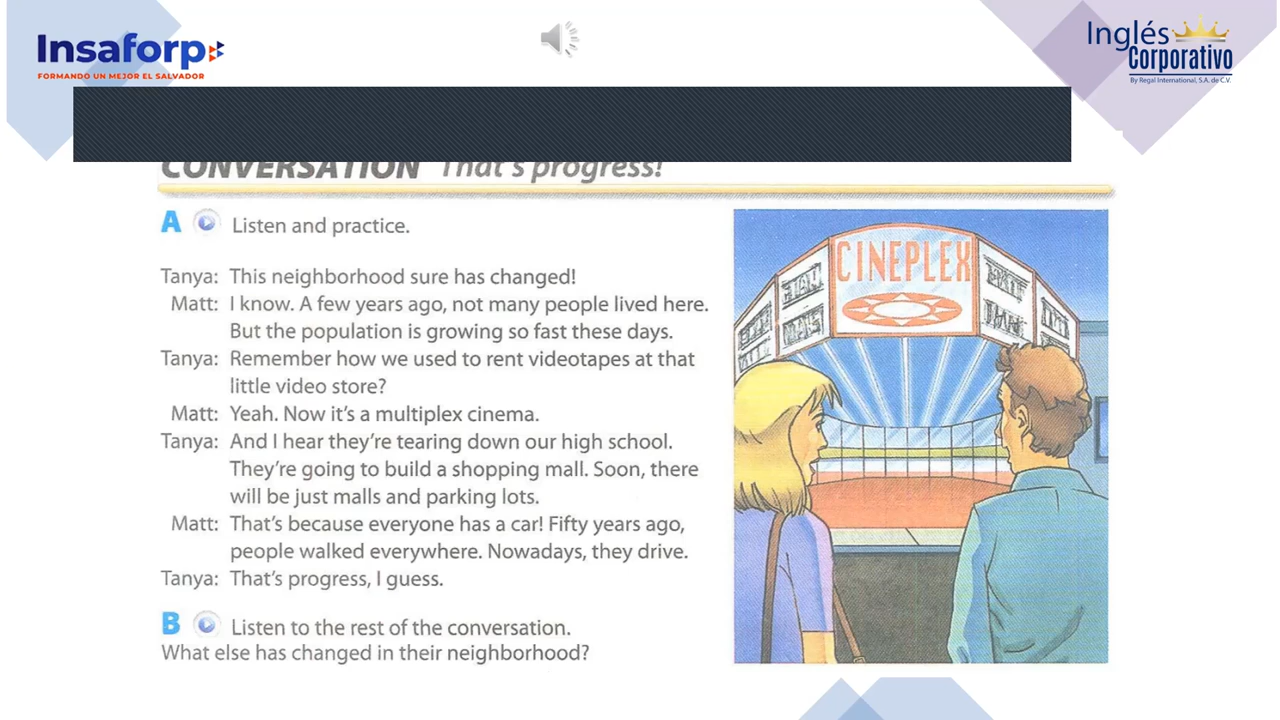 Insaforp
FORMANDO UN MEJOR EL SALVADOR
Inglés
Corporativo
By Regal International, S.A. de C.V.
CONVERSATION That's progress!
A Listen and practice.
Tanya: This neighborhood sure has changed!
Matt: I know. A few years ago, not many people lived here.
But the population is growing so fast these days.
Tanya: Remember how we used to rent videotapes at that
little video store?
Matt: Yeah. Now it's a multiplex cinema.
Tanya: And I hear they're tearing down our high school.
They're going to build a shopping mall. Soon, there
will be just malls and parking lots.
Matt: That's because everyone has a car! Fifty years ago,
people walked everywhere. Nowadays, they drive.
Tanya: That's progress, I guess.
B Listen to the rest of the conversation.
What else has changed in their neighborhood?
CINEPLEX